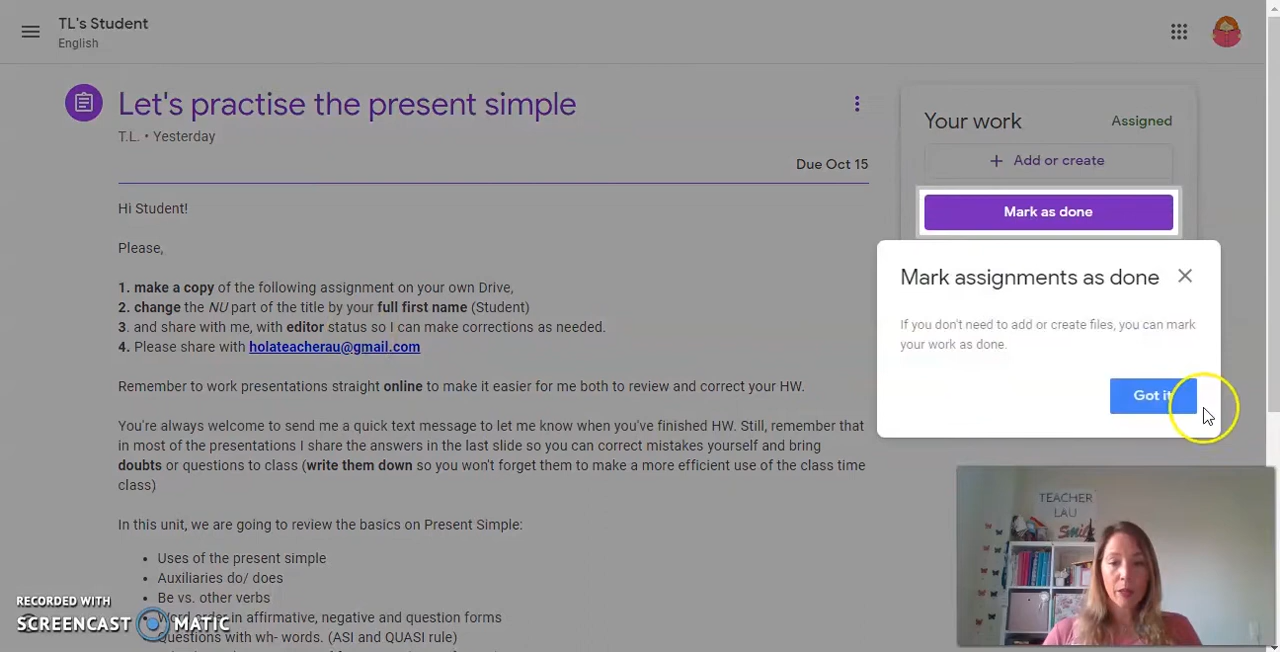 TL's Student
English
Let's practise the present simple
T.L. • Yesterday
Due Oct 15
Hi Student!
Please,
1. make a copy of the following assignment on your own Drive,
2. change the NU part of the title by your full first name (Student)
3. and share with me, with editor status so I can make corrections as needed.
4. Please share with holateacherau@gmail.com
Remember to work presentations straight online to make it easier for me both to review and correct your HW.
You're always welcome to send me a quick text message to let me know when you've finished HW. Still, remember that
in most of the presentations I share the answers in the last slide so you can correct mistakes yourself and bring
doubts or questions to class (write them down so you won't forget them to make a more efficient use of the class time
class)
In this unit, we are going to review the basics on Present Simple:
• Uses of the present simple
• Auxiliaries do/ does
• Be vs. other verbs
• Word order in affirmative, negative and question forms
• Questions with wh- words. (ASI and QUASI rule)
Your work
Assigned
+ Add or create
Mark as done
Mark assignments as done
If you don't need to add or create files, you can mark
your work as done.
Got it
TEACHER
LAU
Smile
RECORDED WITH
SCREENCAST MATIC